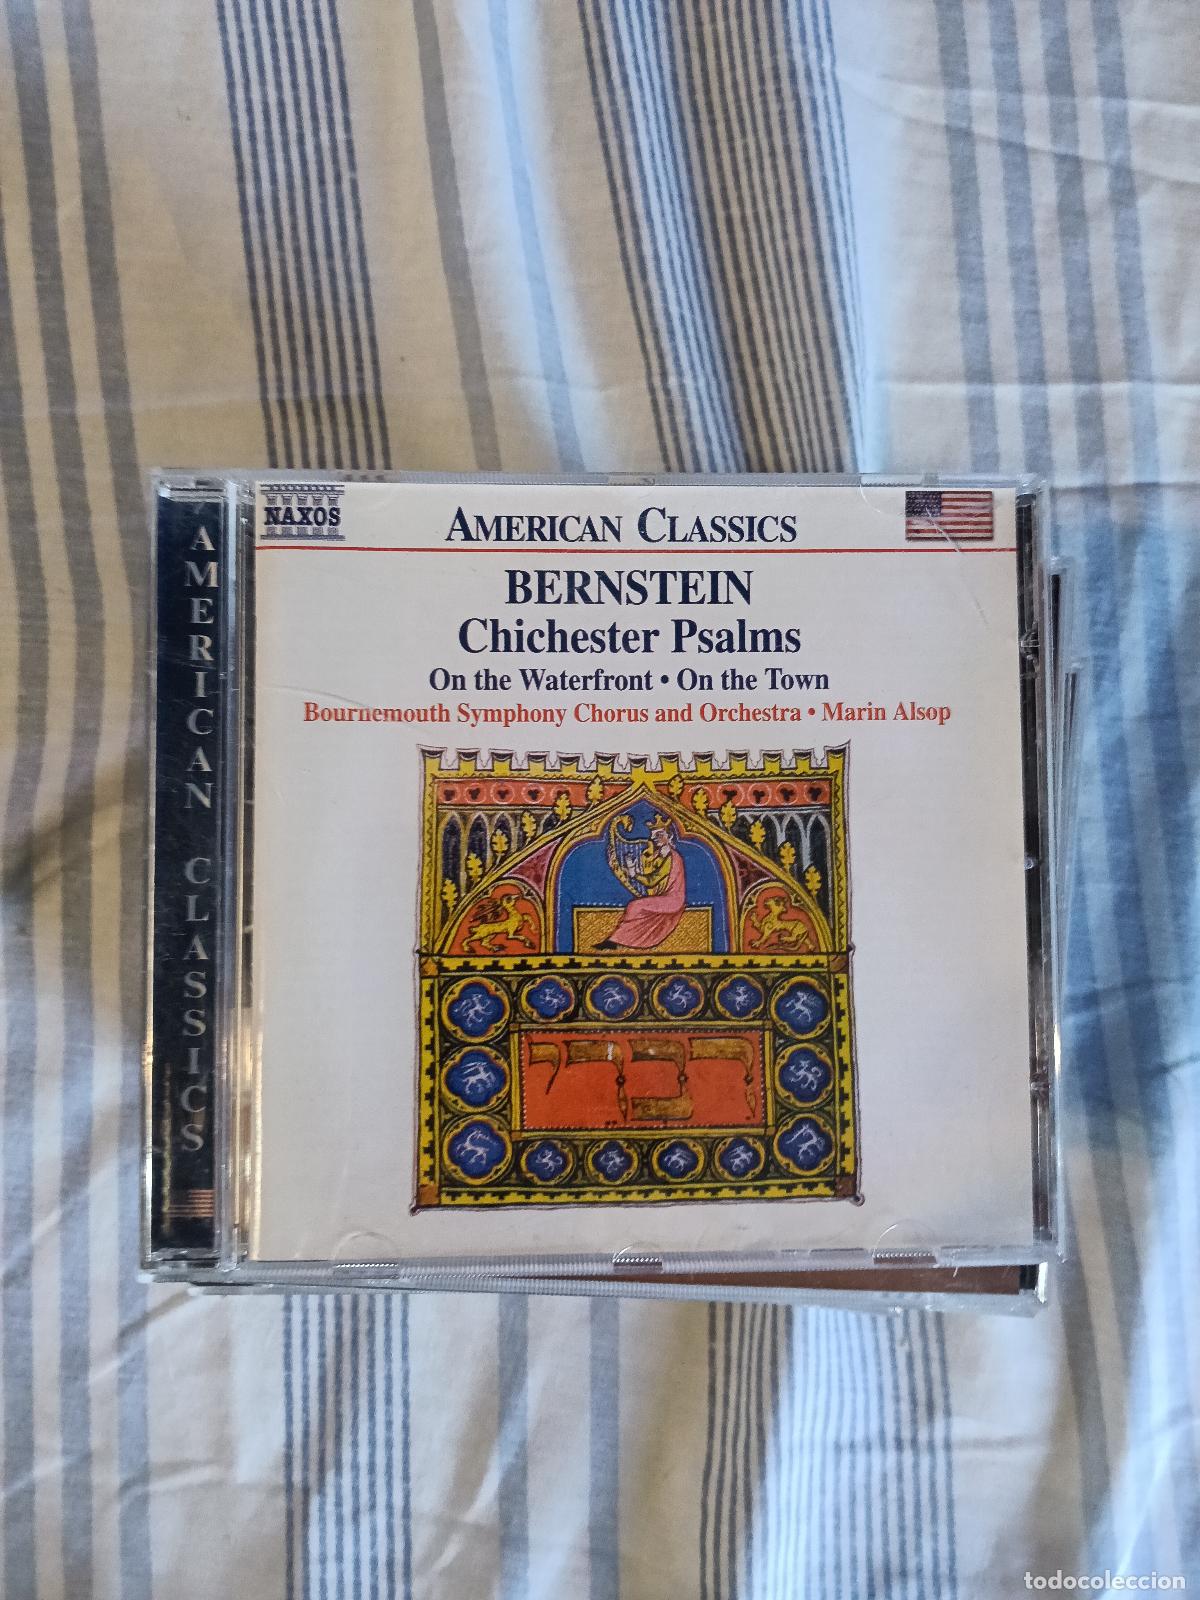 NAXOS
AMERICAN CLASSICS
BERNSTEIN
Chichester Psalms
On the Waterfront • On the Town
Bournemouth Symphony Chorus and Orchestra • Marin Alsop
AMERICAN CLASSICS
todocoleccion